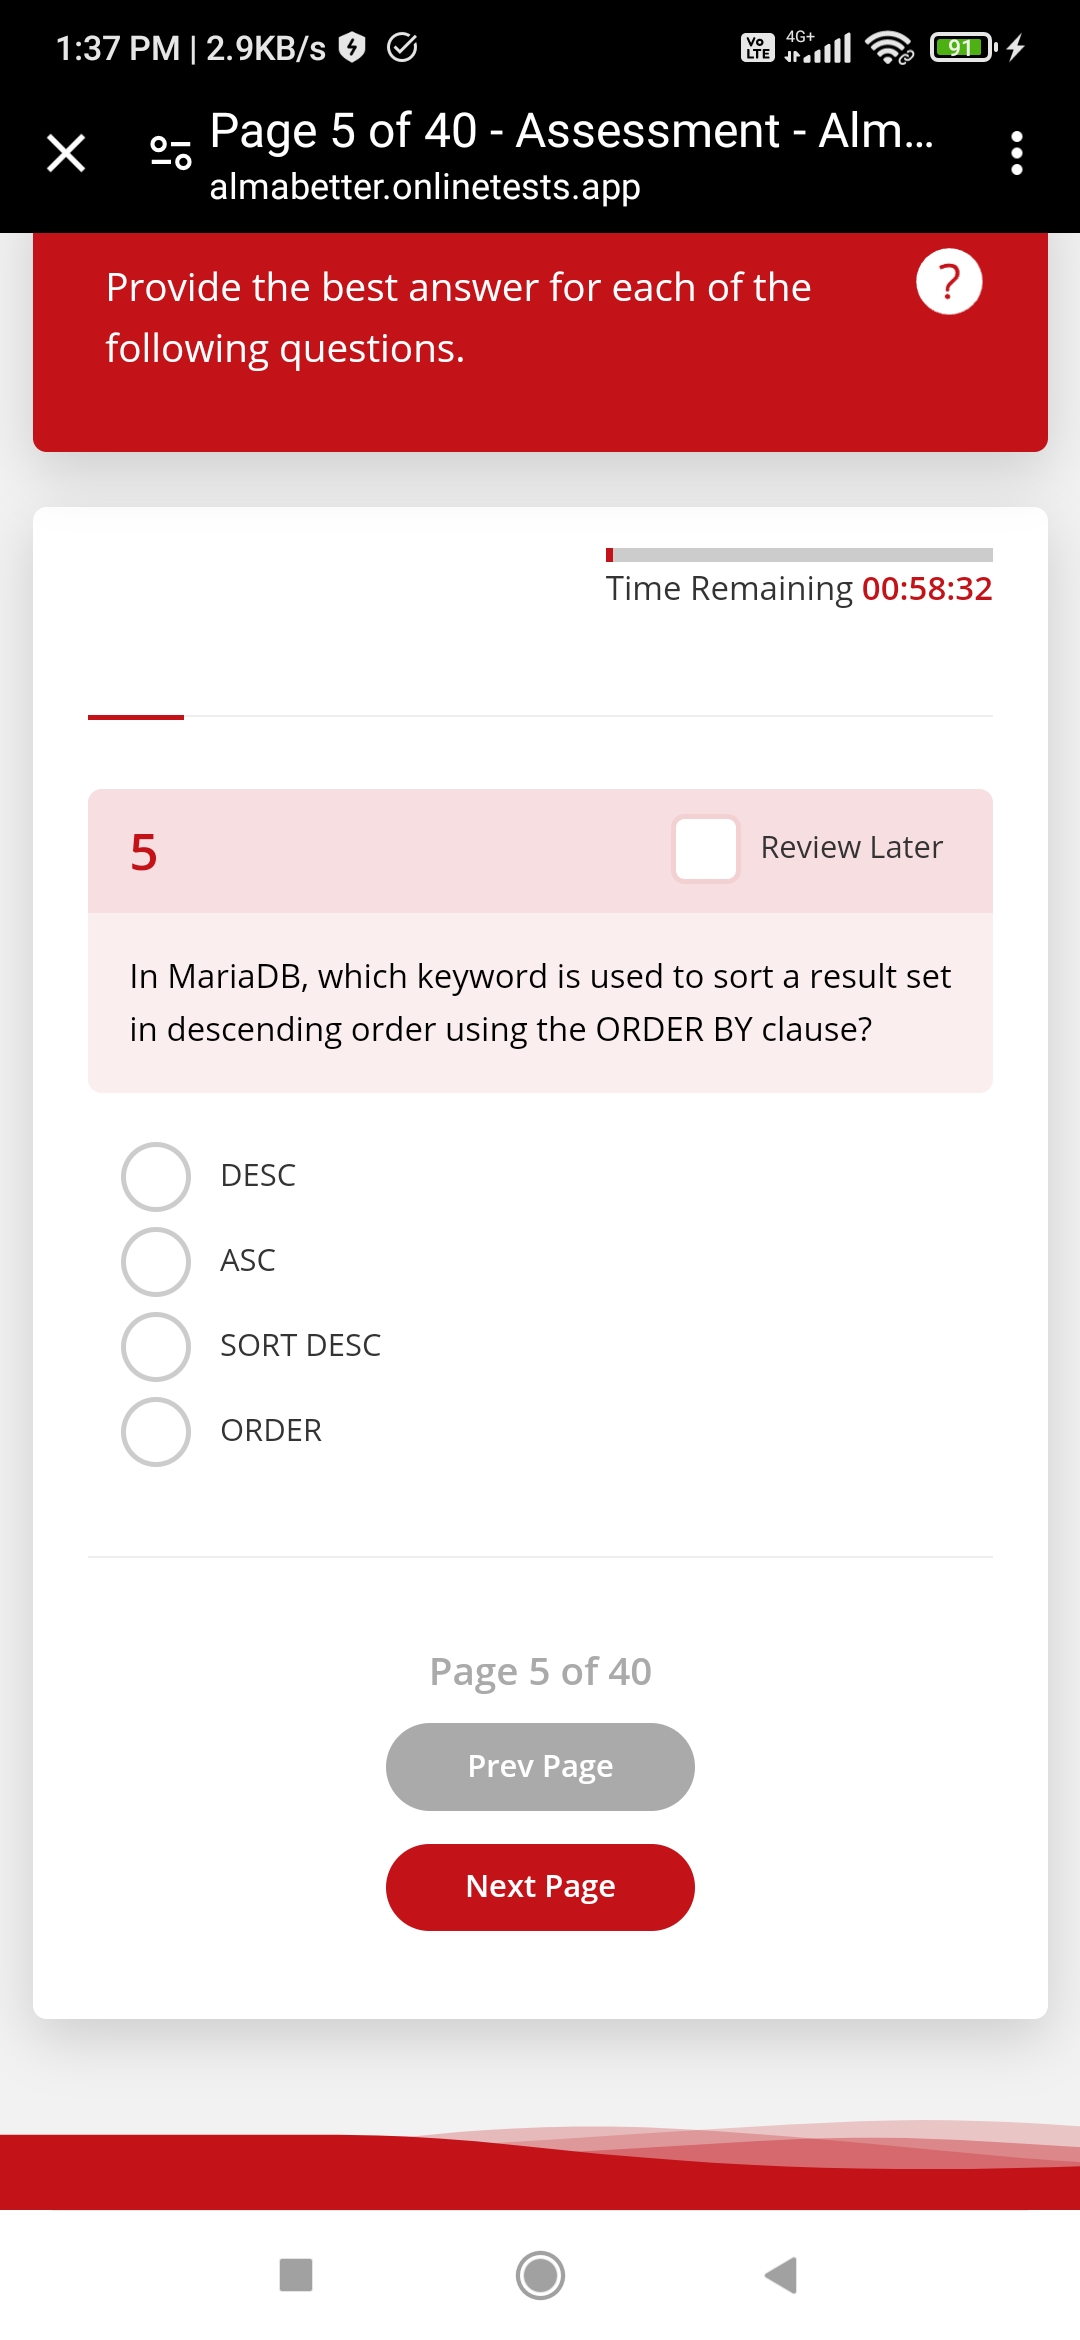 1:37 PM | 2.9KB/s
Vo LTE 4G+ 91
Page 5 of 40 - Assessment - Alm...
almabetter.onlinetests.app
Provide the best answer for each of the
following questions.
?
Time Remaining 00:58:32
5
Review Later
In MariaDB, which keyword is used to sort a result set
in descending order using the ORDER BY clause?
DESC
ASC
SORT DESC
ORDER
Page 5 of 40
Prev Page
Next Page